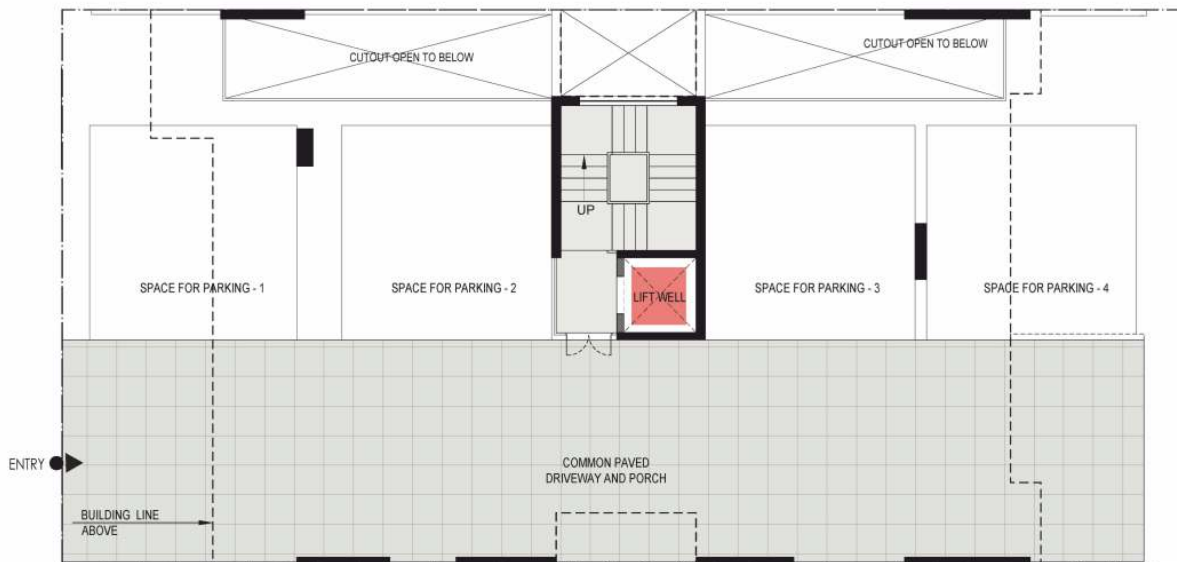 CUTOUT OPEN TO BELOW
CUTOUT OPEN TO BELOW
UP
SPACE FOR PARKING - 1
SPACE FOR PARKING - 2
LIFT WELL
SPACE FOR PARKING - 3
SPACE FOR PARKING - 4
ENTRY
COMMON PAVED
DRIVEWAY AND PORCH
BUILDING LINE
ABOVE